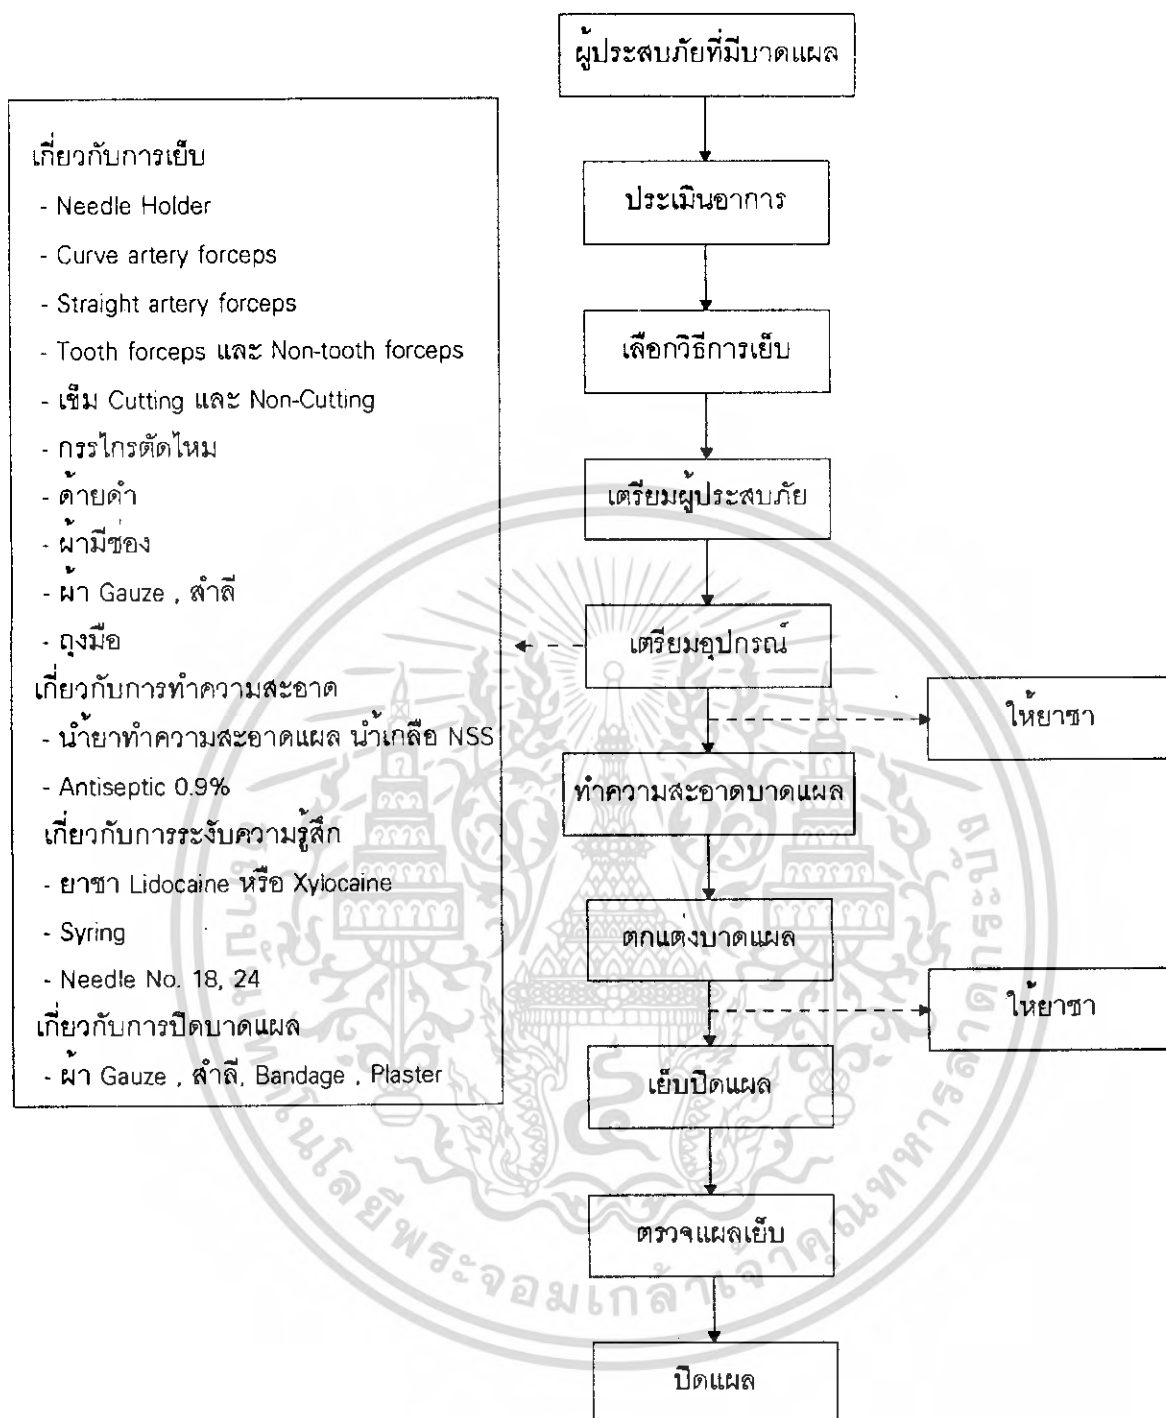 ผู้ประสบภัยที่มีบาดแผล
ประเมินอาการ
เลือกวิธีการเย็บ
เตรียมผู้ประสบภัย
เตรียมอุปกรณ์
ให้ยาชา
ทำความสะอาดบาดแผล
ตกแต่งบาดแผล
ให้ยาชา
เย็บปิดแผล
ตรวจแผลเย็บ
ปิดแผล
เกี่ยวกับการเย็บ
- Needle Holder
- Curve artery forceps
- Straight artery forceps
- Tooth forceps และ Non-tooth forceps
- เข็ม Cutting และ Non-Cutting
- กรรไกรตัดไหม
- ด้ายดำ
- ผ้ามีช่อง
- ผ้า Gauze , สำลี
- ถุงมือ
เกี่ยวกับการทำความสะอาด
- น้ำยาทำความสะอาดแผล น้ำเกลือ NSS
- Antiseptic 0.9%
เกี่ยวกับการระงับความรู้สึก
- ยาชา Lidocaine หรือ Xylocaine
- Syring
- Needle No. 18, 24
เกี่ยวกับการปิดบาดแผล
- ผ้า Gauze , สำลี, Bandage , Plaster